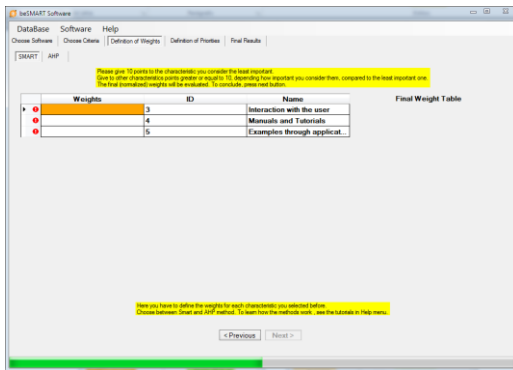 beSMART Software
DataBase Software Help
Choose Software Choose Criteria Definition of Weights Definition of Priorities Final Results
SMART AHP
Please give 10 points to the characteristic you consider the least important.
Give to other characteristics points greater or equal to 10, depending how important you consider them, compared to the least important one.
The final (normalized) weights will be evaluated. To conclude, press next button.
Weights ID Name Final Weight Table
3 Interaction with the user
4 Manuals and Tutorials
5 Examples through applicat...
Here you have to define the weights for each characteristic you selected before.
Choose between Smart and AHP method. To learn how the methods work , see the tutorials in Help menu.
< Previous Next >